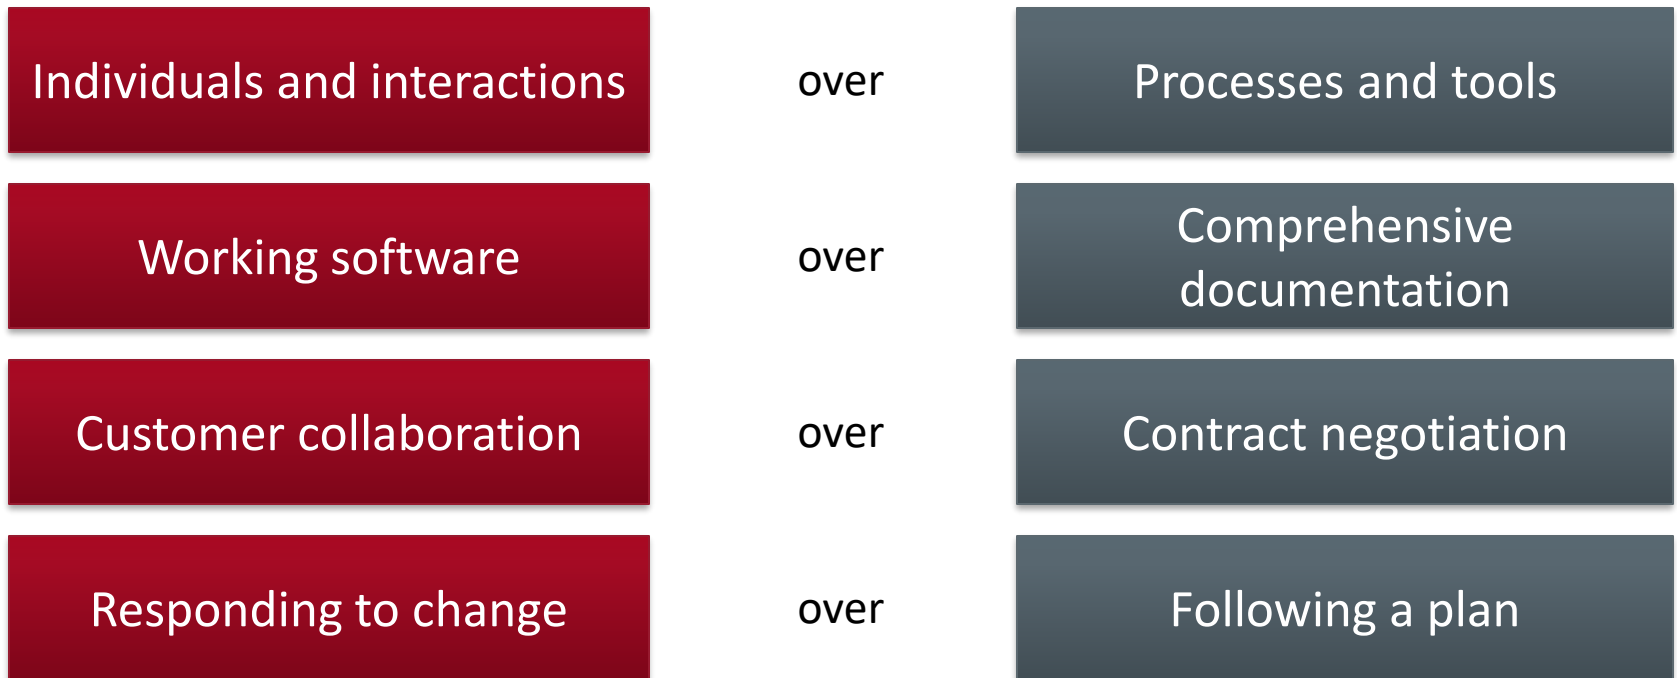 Individuals and interactions over Processes and tools
Working software over Comprehensive
documentation
Customer collaboration over Contract negotiation
Responding to change over Following a plan